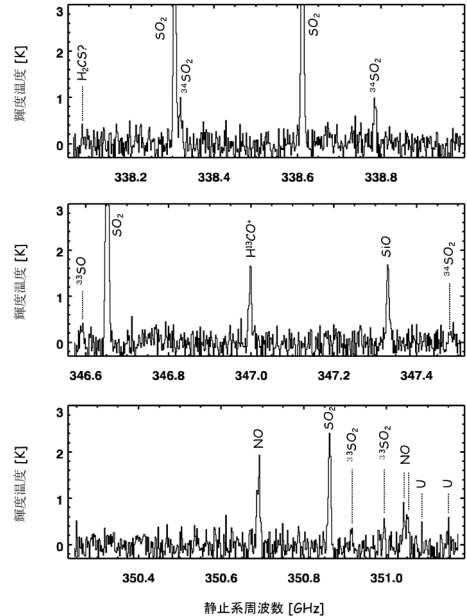 輝度温度 [K]
3
2
1
0
H₂CS?
SO₂
³⁴SO₂
SO₂
³⁴SO₂
338.2 338.4 338.6 338.8
輝度温度 [K]
3
2
1
0
³³SO
SO₂
H¹³CO⁺
SiO
³⁴SO₂
346.6 346.8 347.0 347.2 347.4
輝度温度 [K]
3
2
1
0
NO
SO₂
³³SO₂
³³SO₂
NO
U
U
350.4 350.6 350.8 351.0
静止系周波数 [GHz]